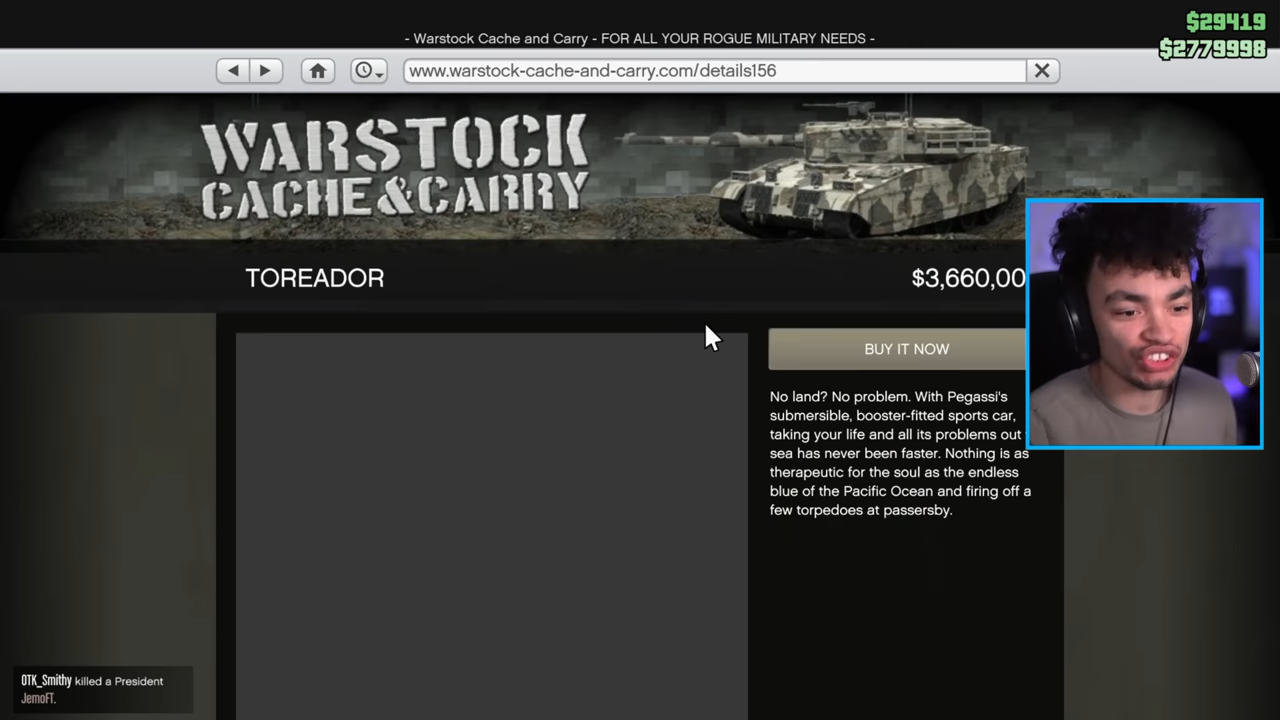 $29419
$2779998
- Warstock Cache and Carry - FOR ALL YOUR ROGUE MILITARY NEEDS -
www.warstock-cache-and-carry.com/details156
WARSTOCK
CACHE&CARRY
TOREADOR
$3,660,00
BUY IT NOW
No land? No problem. With Pegassi's
submersible, booster-fitted sports car,
taking your life and all its problems out
sea has never been faster. Nothing is as
therapeutic for the soul as the endless
blue of the Pacific Ocean and firing off a
few torpedoes at passersby.
OTK_Smithy killed a President
JemoFT.